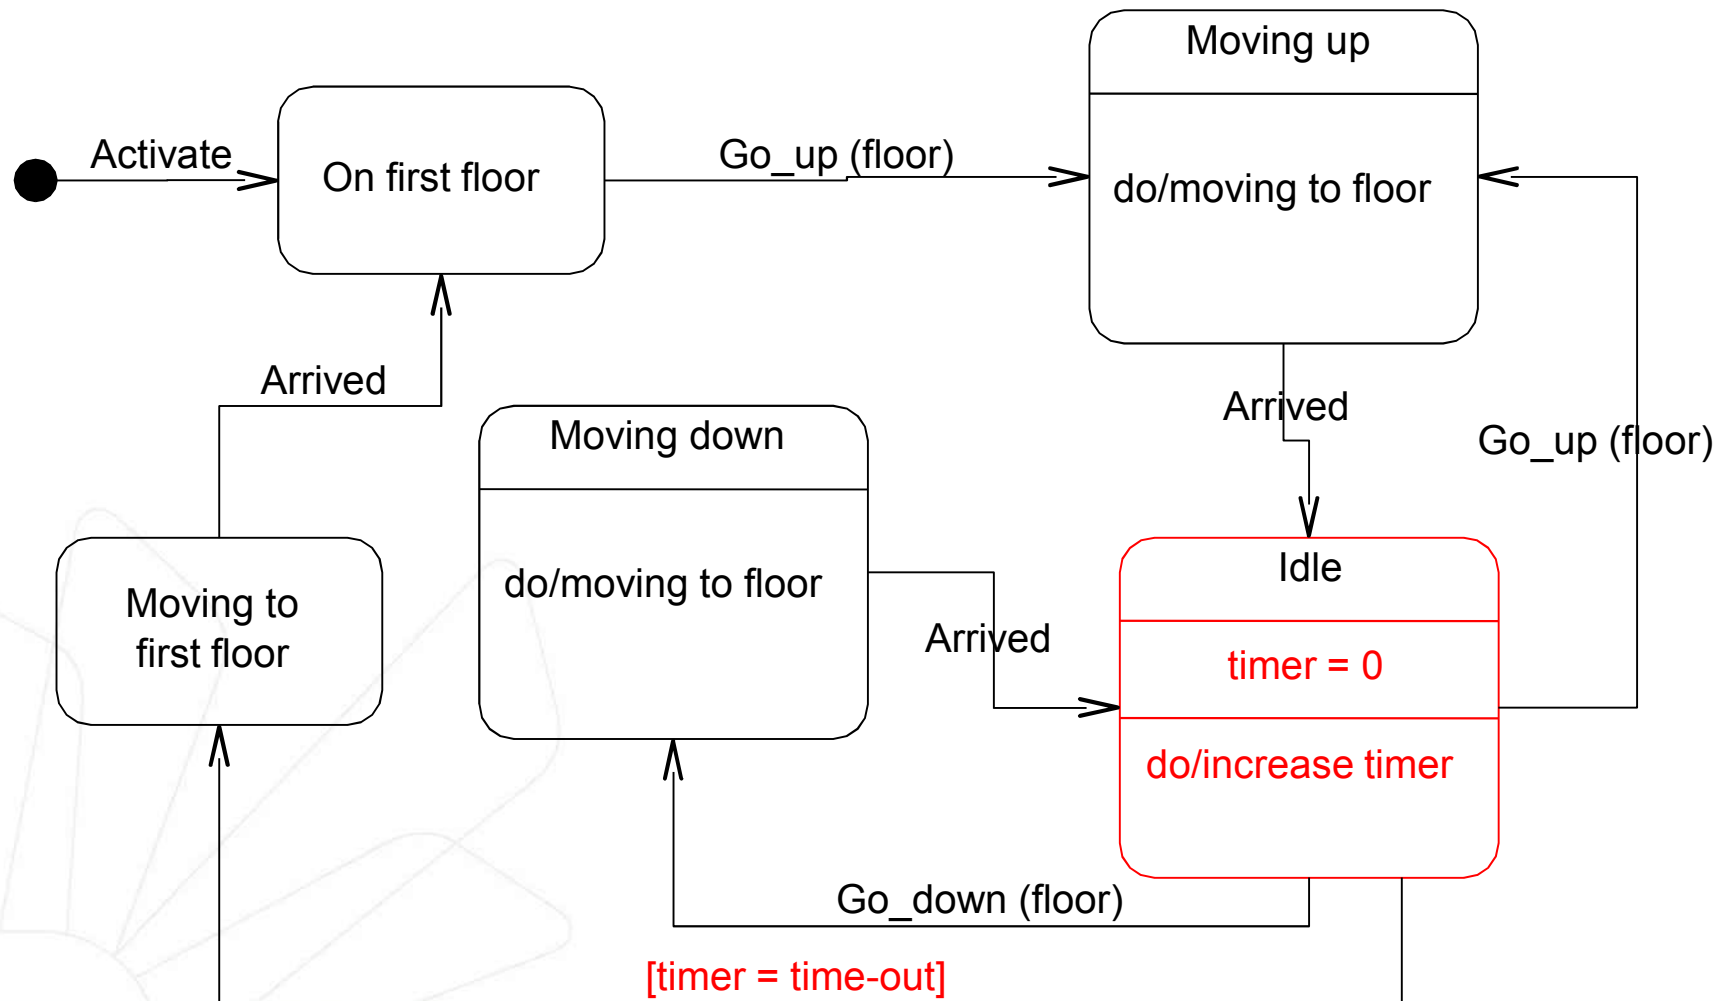 Moving up
Activate
On first floor
Go_up (floor)
do/moving to floor
Arrived
Arrived
Moving down
Go_up (floor)
Idle
do/moving to floor
Moving to
first floor
Arrived
timer = 0
do/increase timer
Go_down (floor)
[timer = time-out]